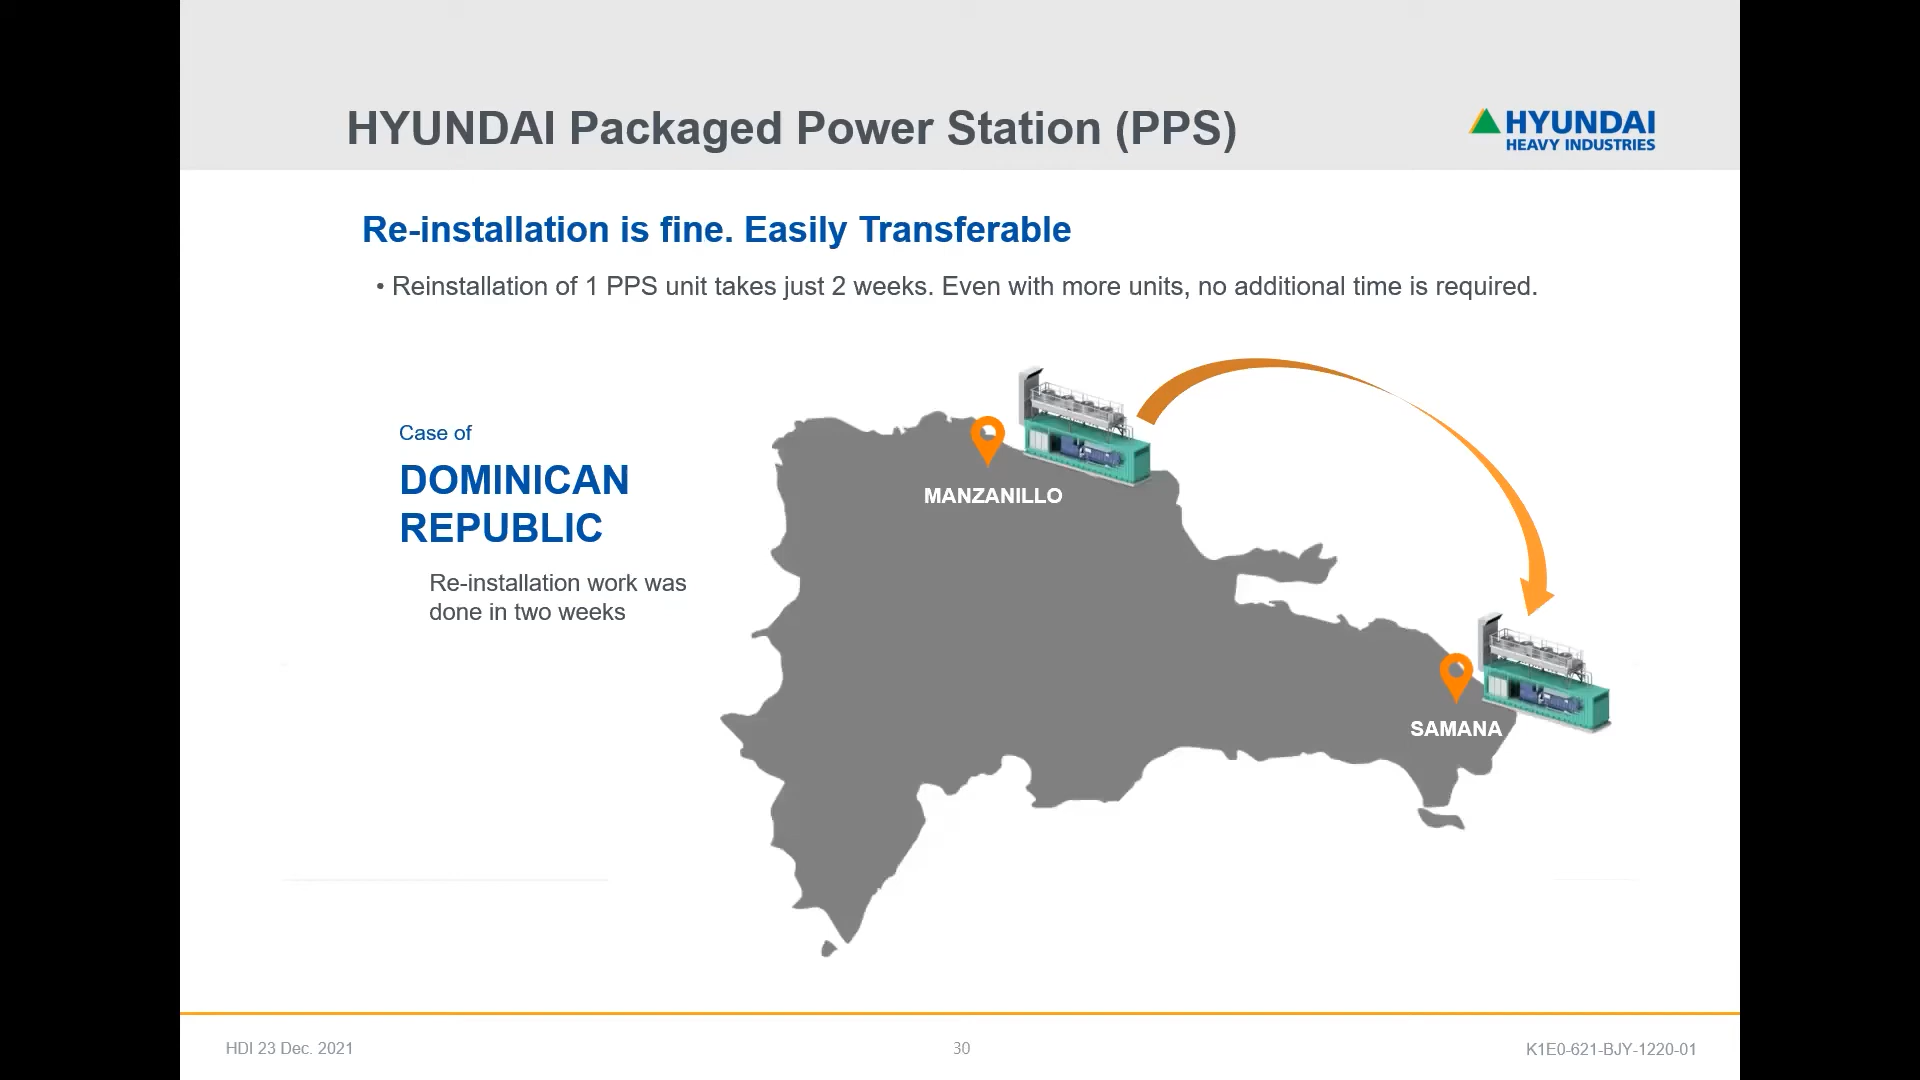 HYUNDAI Packaged Power Station (PPS)
HYUNDAI
HEAVY INDUSTRIES
Re-installation is fine. Easily Transferable
• Reinstallation of 1 PPS unit takes just 2 weeks. Even with more units, no additional time is required.
Case of
DOMINICAN
REPUBLIC
Re-installation work was
done in two weeks
MANZANILLO
SAMANA
HDI 23 Dec. 2021
30
K1E0-621-BJY-1220-01